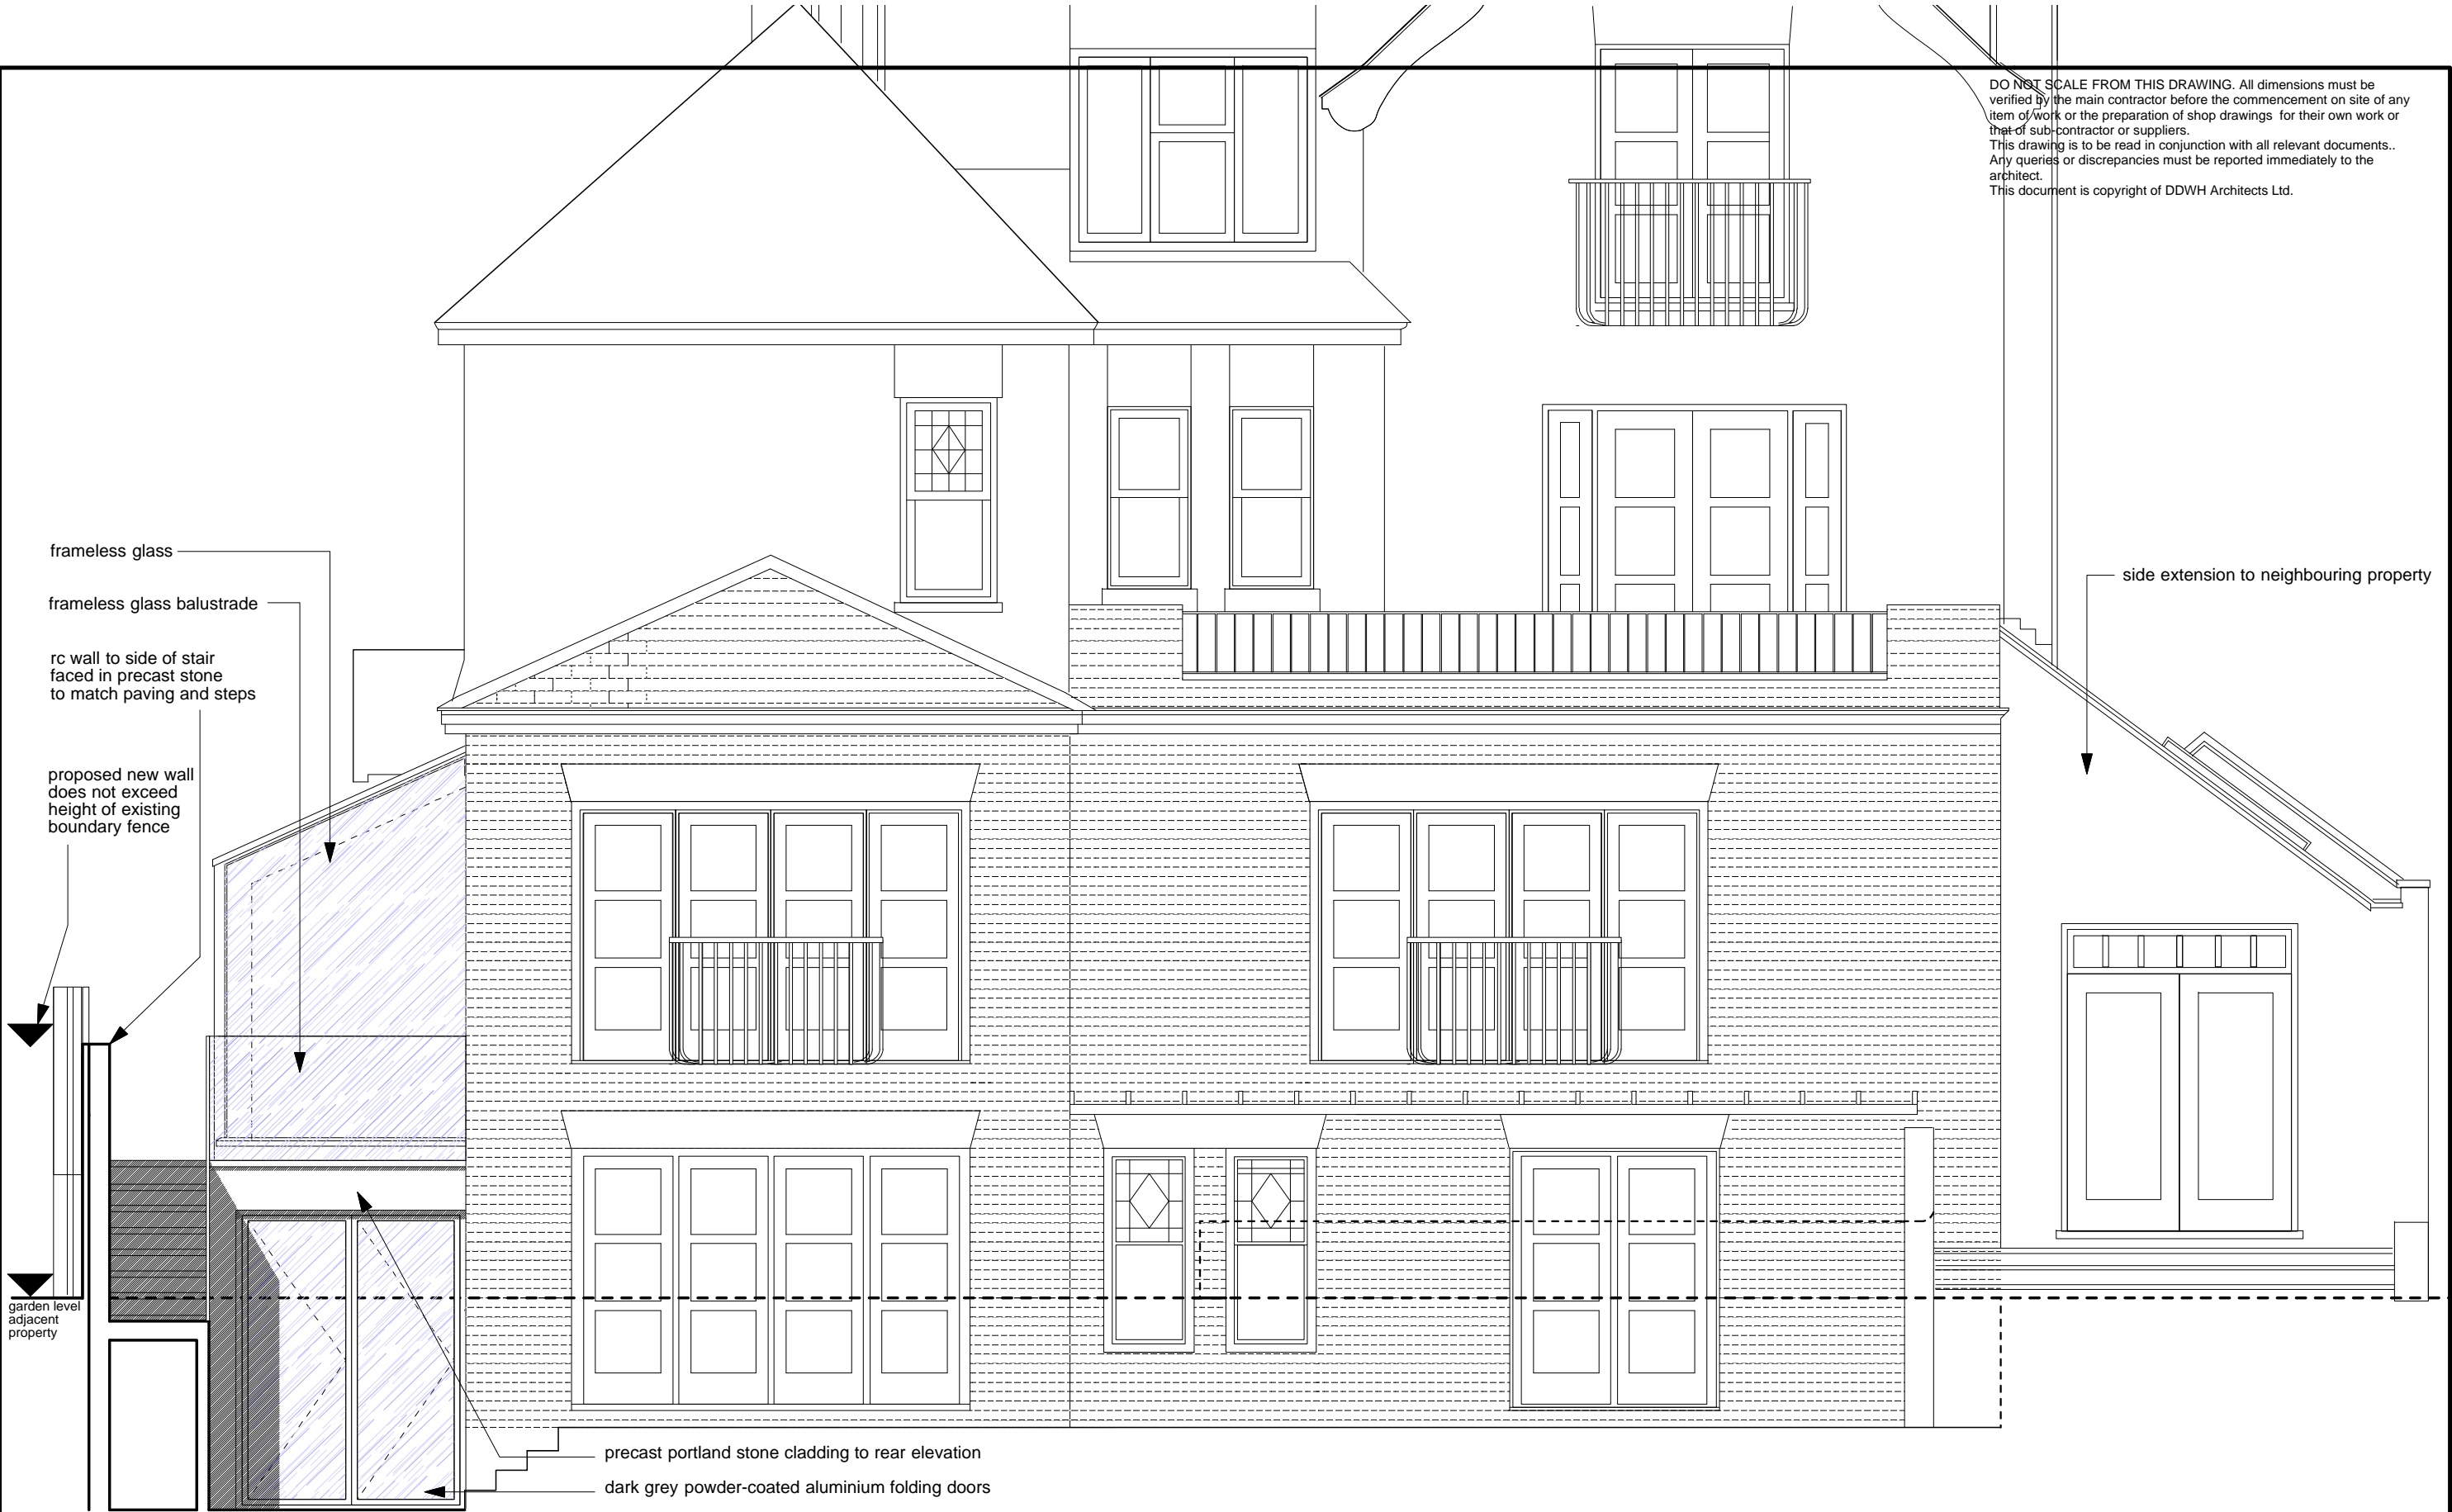 DO NOT SCALE FROM THIS DRAWING. All dimensions must be
verified by the main contractor before the commencement on site of any
item of work or the preparation of shop drawings for their own work or
that of sub-contractor or suppliers.
This drawing is to be read in conjunction with all relevant documents..
Any queries or discrepancies must be reported immediately to the
architect.
This document is copyright of DDWH Architects Ltd.
frameless glass
frameless glass balustrade
rc wall to side of stair
faced in precast stone
to match paving and steps
proposed new wall
does not exceed
height of existing
boundary fence
side extension to neighbouring property
garden level
adjacent
property
precast portland stone cladding to rear elevation
dark grey powder-coated aluminium folding doors